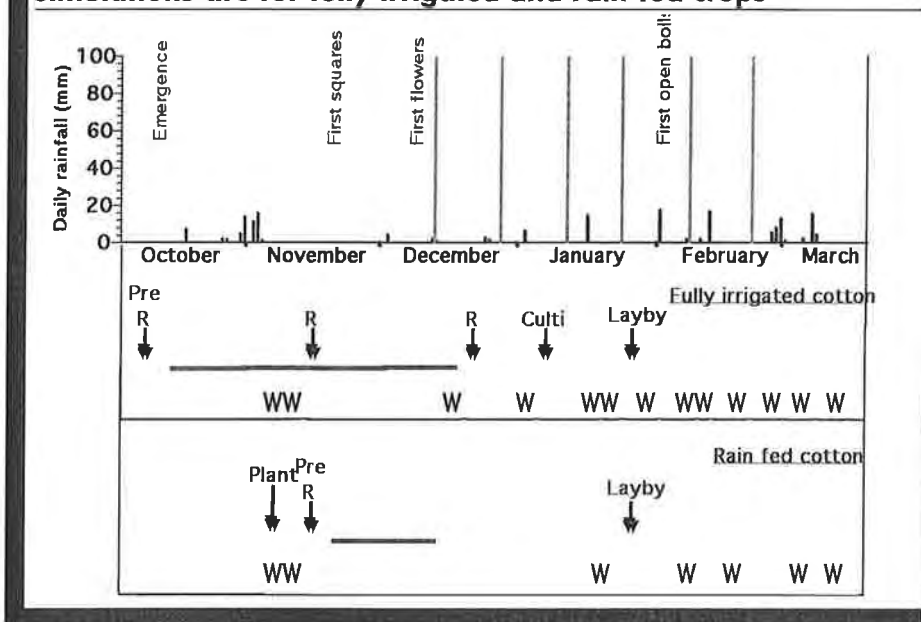 simulations are for fully irrigated and rain fed crops
Daily rainfall (mm)
100
80
60
40
20
0
Emergence
First squares
First flowers
First open bolls
October November December January February March
Fully irrigated cotton
Pre
R R R Culti Layby
WW W W WW W WW W W W W
Rain fed cotton
Plant Pre
R Layby
WW W W W W W